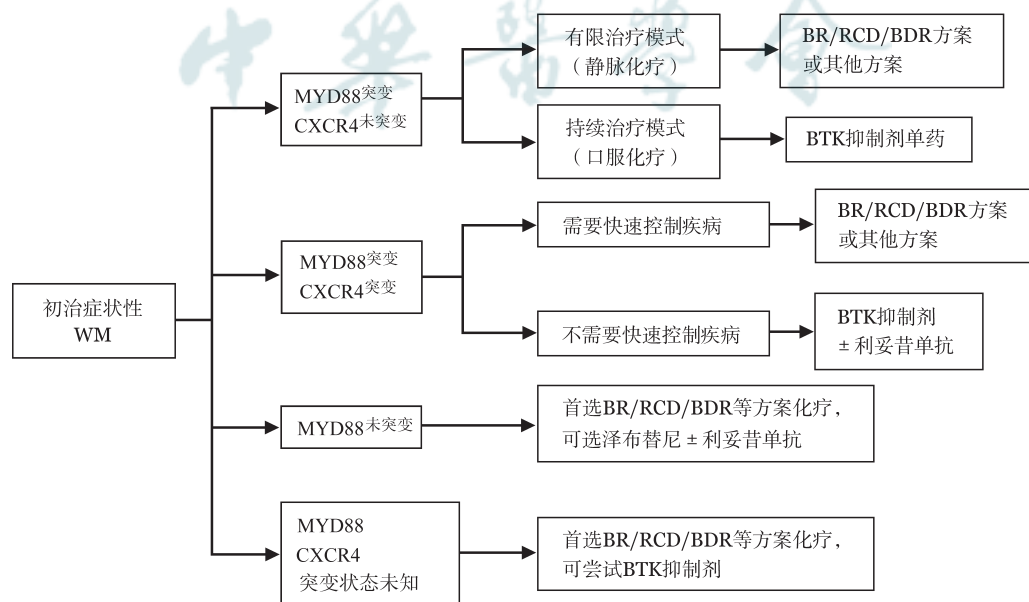 中华医学会
有限治疗模式
（静脉化疗）
BR/RCD/BDR方案
或其他方案
MYD88突变
CXCR4未突变
持续治疗模式
（口服化疗）
BTK抑制剂单药
需要快速控制疾病
BR/RCD/BDR方案
或其他方案
MYD88突变
CXCR4突变
初治症状性
WM
不需要快速控制疾病
BTK抑制剂
±利妥昔单抗
MYD88未突变
首选BR/RCD/BDR等方案化疗，
可选泽布替尼±利妥昔单抗
MYD88
CXCR4
突变状态未知
首选BR/RCD/BDR等方案化疗，
可尝试BTK抑制剂